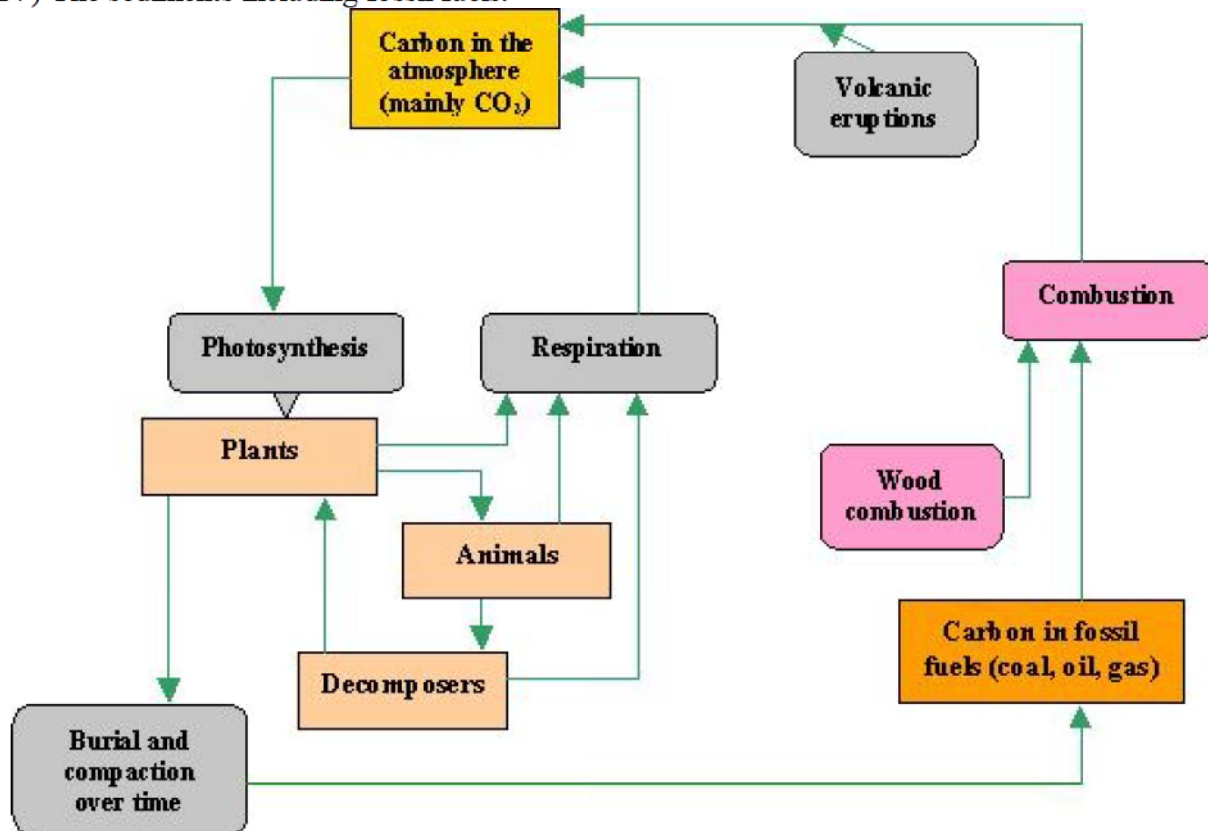 Carbon in the
atmosphere
(mainly CO₂)
Volcanic
eruptions
Combustion
Photosynthesis
Respiration
Plants
Wood
combustion
Animals
Carbon in fossil
fuels (coal, oil, gas)
Decomposers
Burial and
compaction
over time